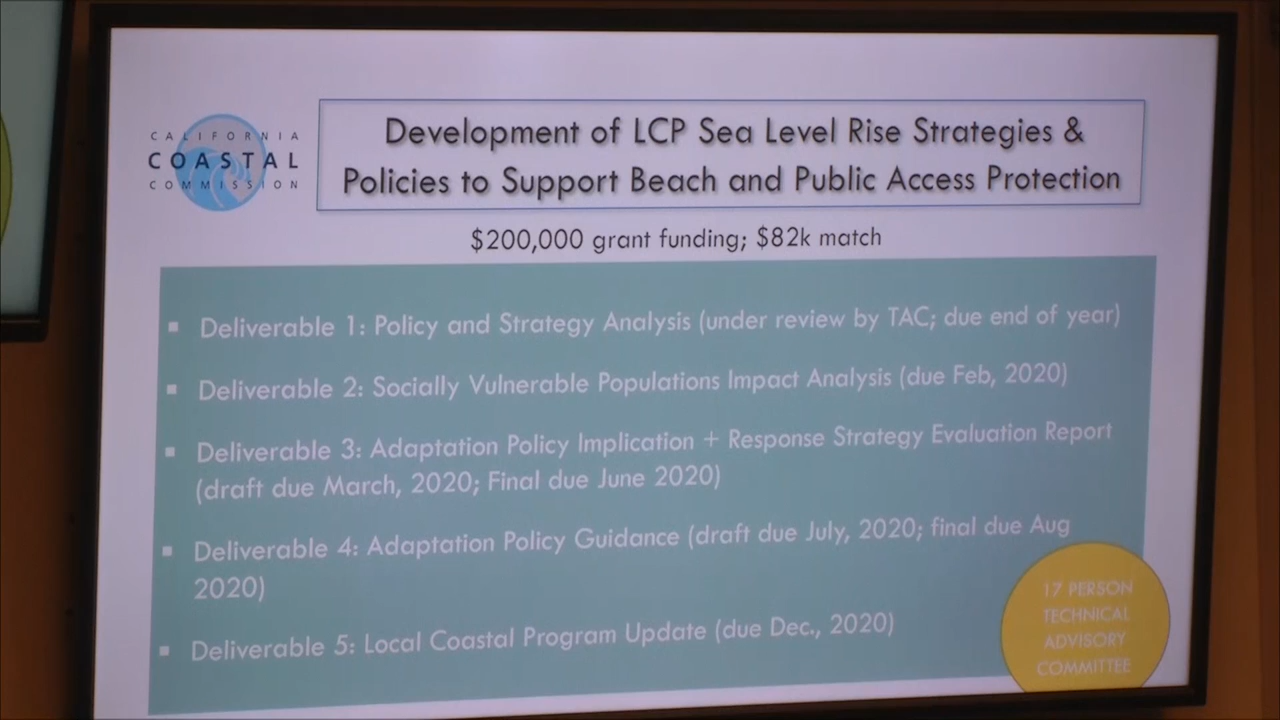 CALIFORNIA
COASTAL
COMMISSION
Development of LCP Sea Level Rise Strategies &
Policies to Support Beach and Public Access Protection
$200,000 grant funding; $82k match
▪ Deliverable 1: Policy and Strategy Analysis (under review by TAC; due end of year)
▪ Deliverable 2: Socially Vulnerable Populations Impact Analysis (due Feb, 2020)
▪ Deliverable 3: Adaptation Policy Implication + Response Strategy Evaluation Report
(draft due March, 2020; Final due June 2020)
▪ Deliverable 4: Adaptation Policy Guidance (draft due July, 2020; final due Aug
2020)
▪ Deliverable 5: Local Coastal Program Update (due Dec., 2020)
17 PERSON
TECHNICAL
ADVISORY
COMMITTEE